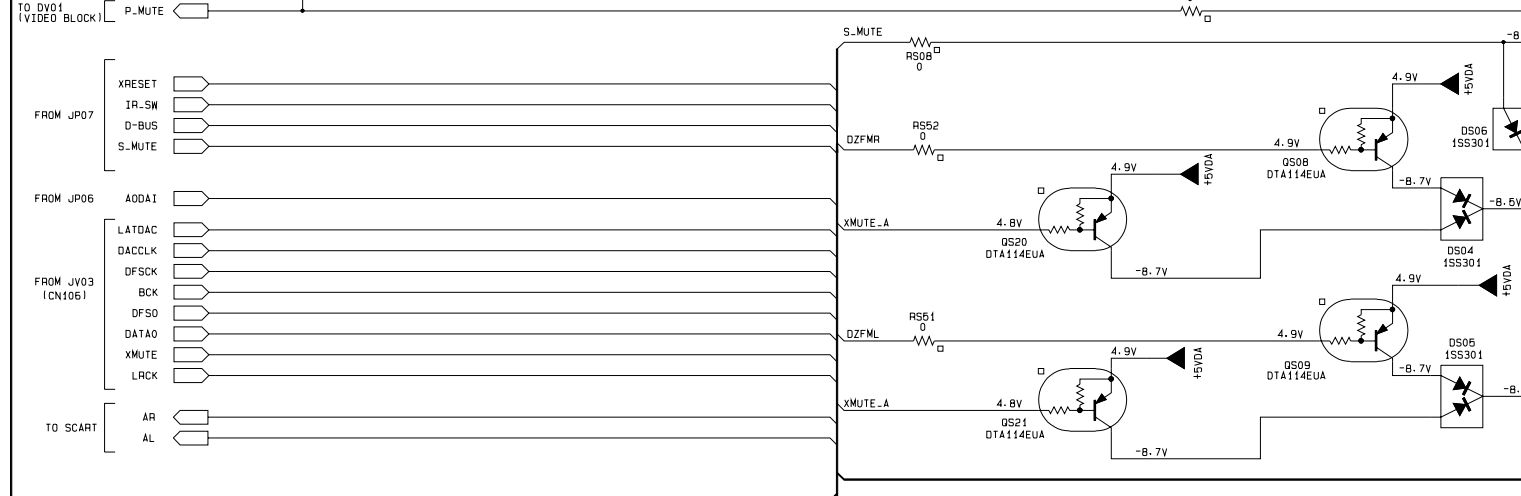 TO DV01
(VIDEO BLOCK)
P_MUTE
FROM JP07
XRESET
IR_SW
D-BUS
S_MUTE
FROM JP06
AODAI
FROM JV03
(CN106)
LATDAC
DACCLK
DFSCK
BCK
DFSO
DATAO
XMUTE
LRCK
TO SCART
AR
AL
S_MUTE
RS08
0
-8
DZFMR
RS52
0
4.9V
QS08
DTA114EUA
4.9V
+5VDA
-8.7V
DS06
1SS301
XMUTE_A
4.8V
QS20
DTA114EUA
4.9V
+5VDA
-8.7V
DS04
1SS301
-8.5V
DZFML
RS51
0
4.9V
QS09
DTA114EUA
4.9V
+5VDA
-8.7V
DS05
1SS301
-8.
XMUTE_A
4.8V
QS21
DTA114EUA
4.9V
+5VDA
-8.7V